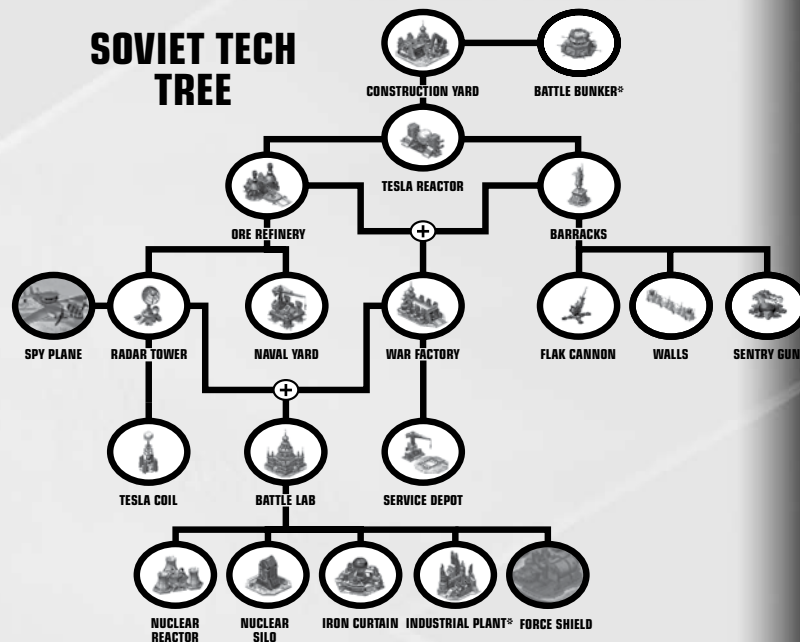 SOVIET TECH
TREE
CONSTRUCTION YARD
BATTLE BUNKER*
TESLA REACTOR
ORE REFINERY
+
BARRACKS
SPY PLANE
RADAR TOWER
NAVAL YARD
WAR FACTORY
FLAK CANNON
WALLS
SENTRY GUN
+
TESLA COIL
BATTLE LAB
SERVICE DEPOT
NUCLEAR
REACTOR
NUCLEAR
SILO
IRON CURTAIN
INDUSTRIAL PLANT*
FORCE SHIELD